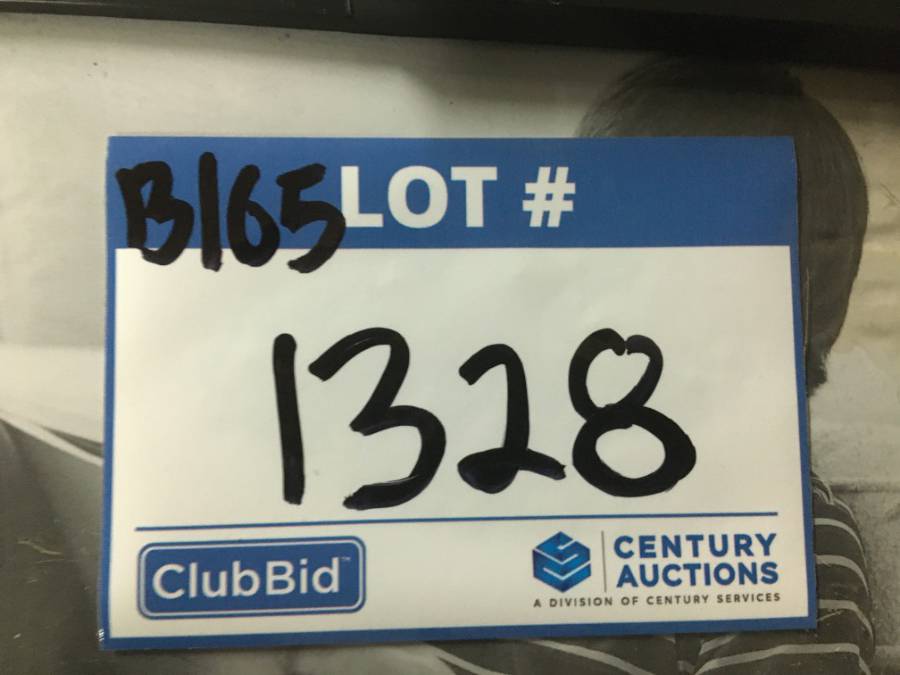 B165 LOT #
1328
ClubBid™
CENTURY
AUCTIONS
A DIVISION OF CENTURY SERVICES